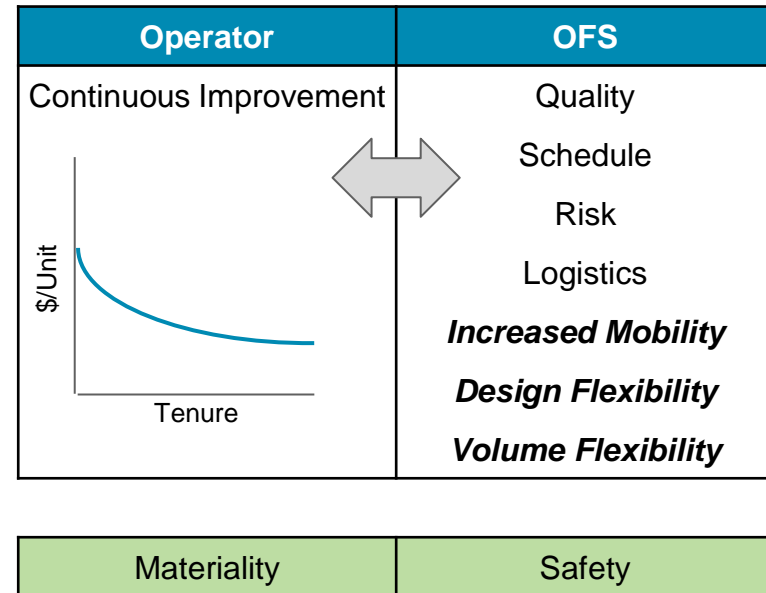 Operator
OFS
Continuous Improvement
$/Unit
Tenure
Quality
Schedule
Risk
Logistics
Increased Mobility
Design Flexibility
Volume Flexibility
Materiality
Safety